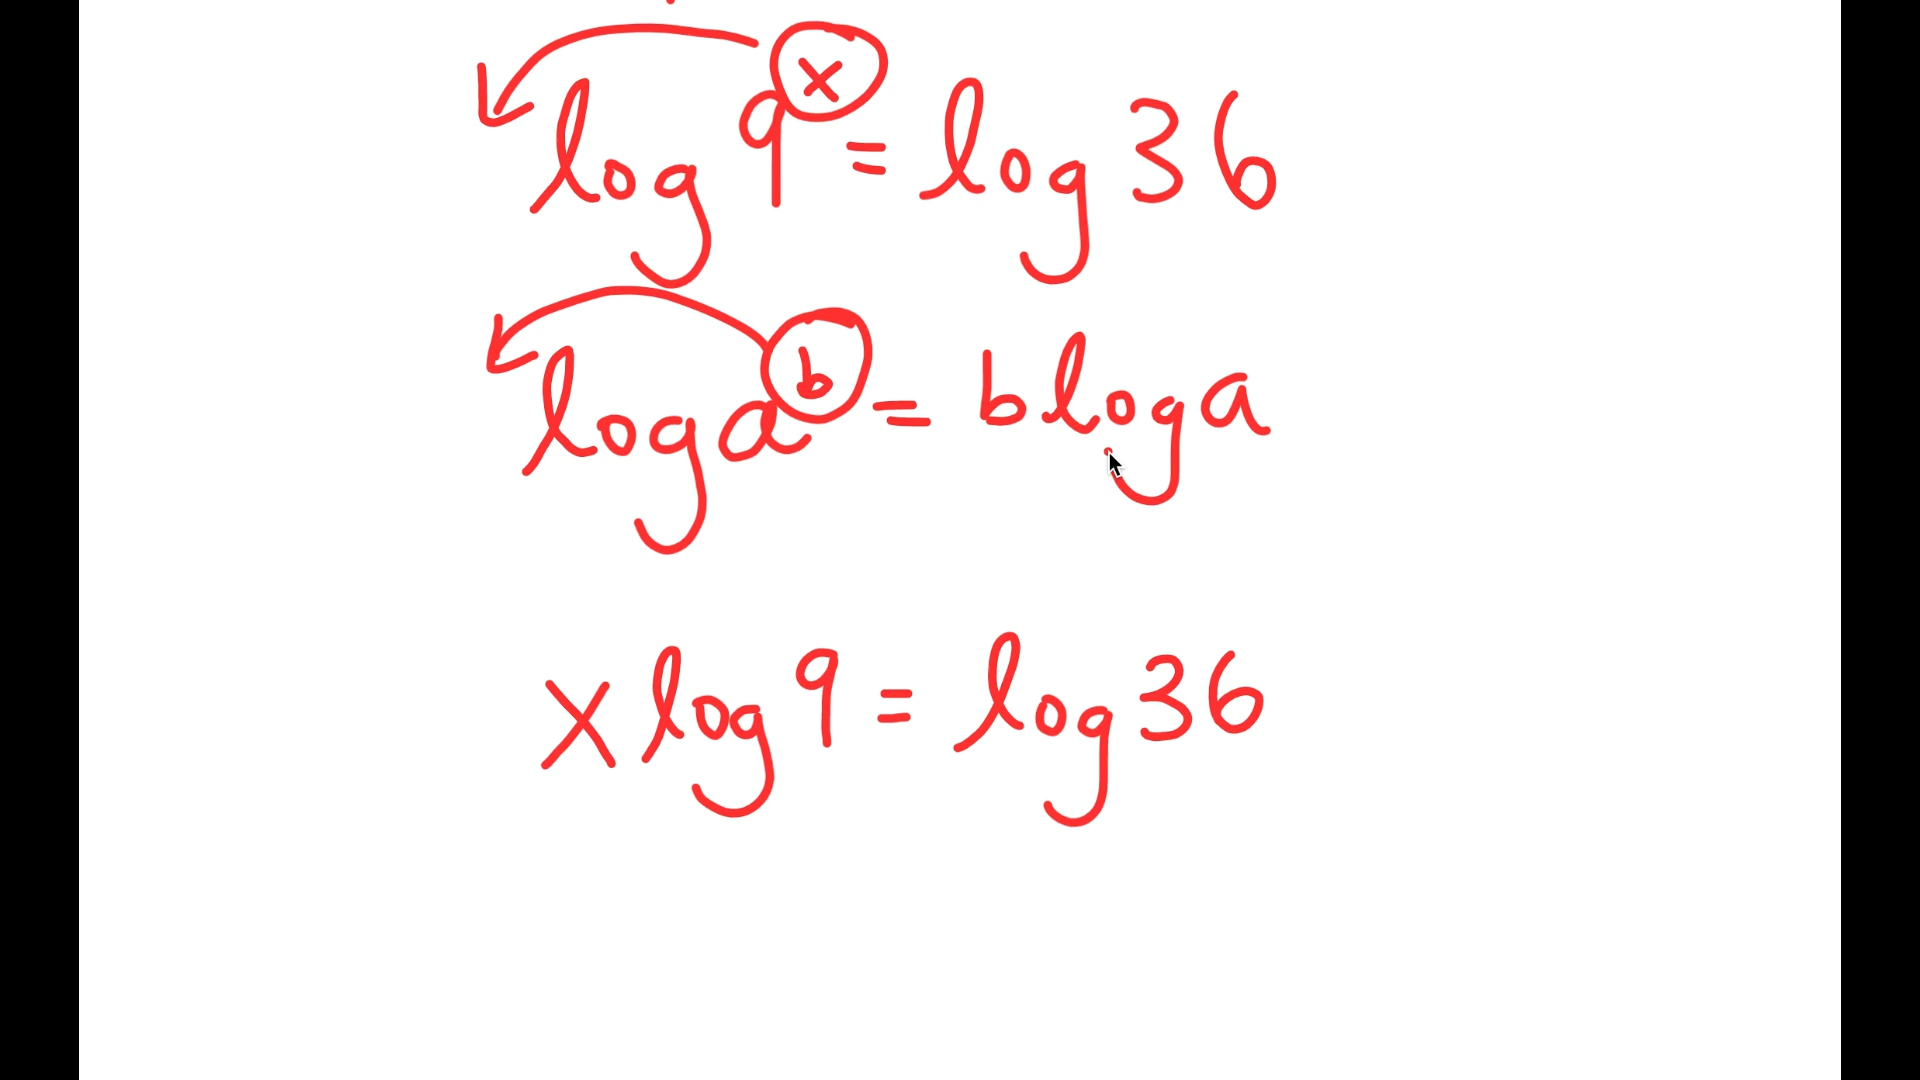 log 9^x = log 36
log a^b = b log a
x log 9 = log 36